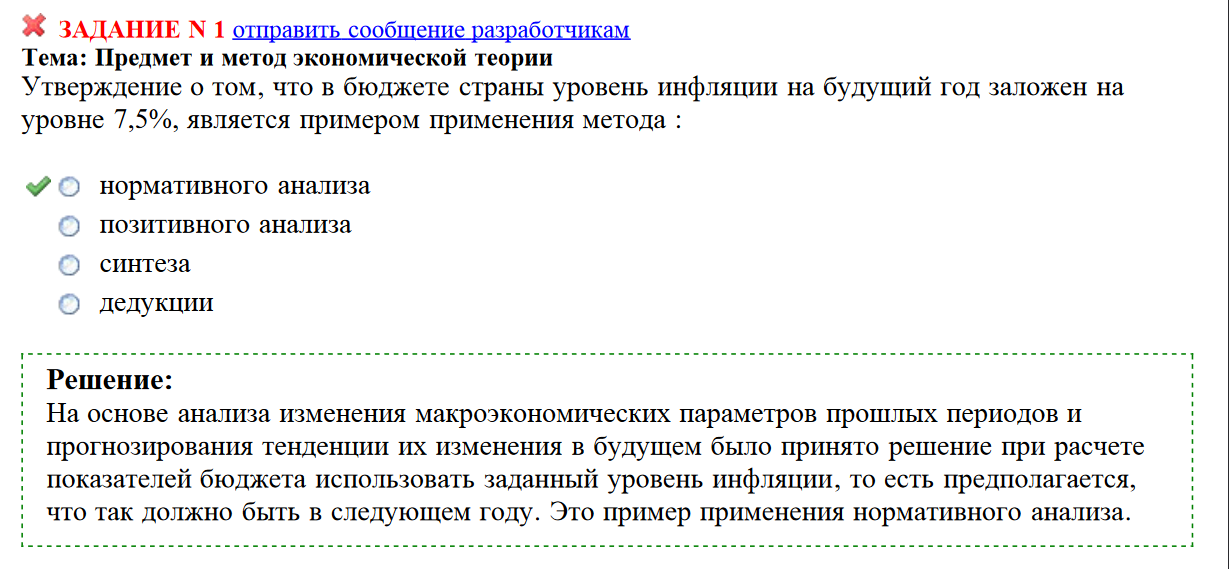 ЗАДАНИЕ N 1 отправить сообщение разработчикам
Тема: Предмет и метод экономической теории
Утверждение о том, что в бюджете страны уровень инфляции на будущий год заложен на
уровне 7,5%, является примером применения метода :
нормативного анализа
позитивного анализа
синтеза
дедукции
Решение:
На основе анализа изменения макроэкономических параметров прошлых периодов и
прогнозирования тенденции их изменения в будущем было принято решение при расчете
показателей бюджета использовать заданный уровень инфляции, то есть предполагается,
что так должно быть в следующем году. Это пример применения нормативного анализа.